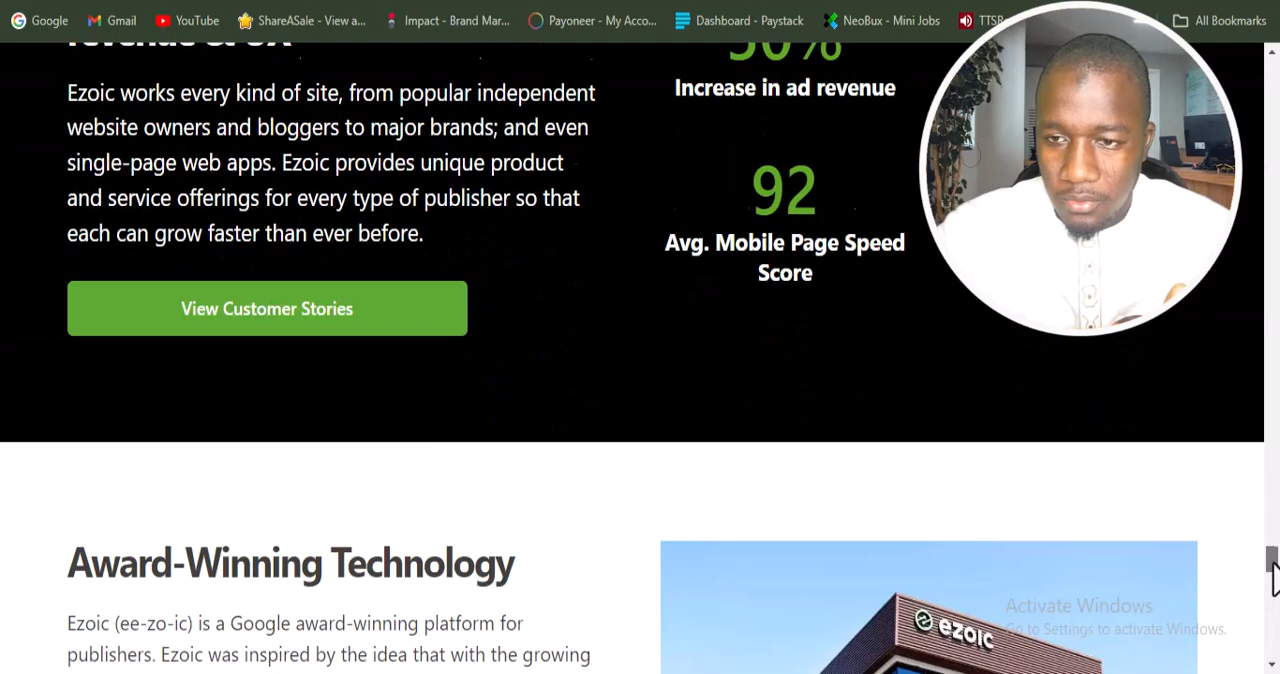 Google
Gmail
YouTube
ShareASale - View a...
Impact - Brand Mar...
Payoneer - My Acco...
Dashboard - Paystack
NeoBux - Mini Jobs
All Bookmarks
Ezoic works every kind of site, from popular independent
website owners and bloggers to major brands; and even
single-page web apps. Ezoic provides unique product
and service offerings for every type of publisher so that
each can grow faster than ever before.
View Customer Stories
Increase in ad revenue
92
Avg. Mobile Page Speed
Score
Award-Winning Technology
Ezoic (ee-zo-ic) is a Google award-winning platform for
publishers. Ezoic was inspired by the idea that with the growing
ezoic
Activate Windows
Go to Settings to activate Windows.